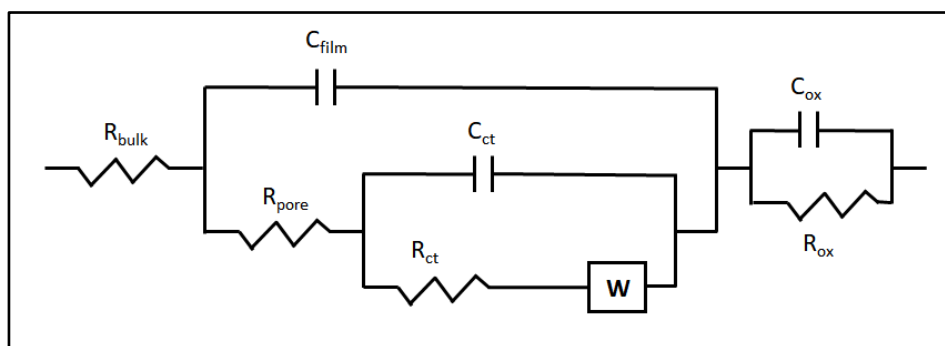 C_film
C_ox
R_bulk
C_ct
R_pore
R_ct
R_ox
W